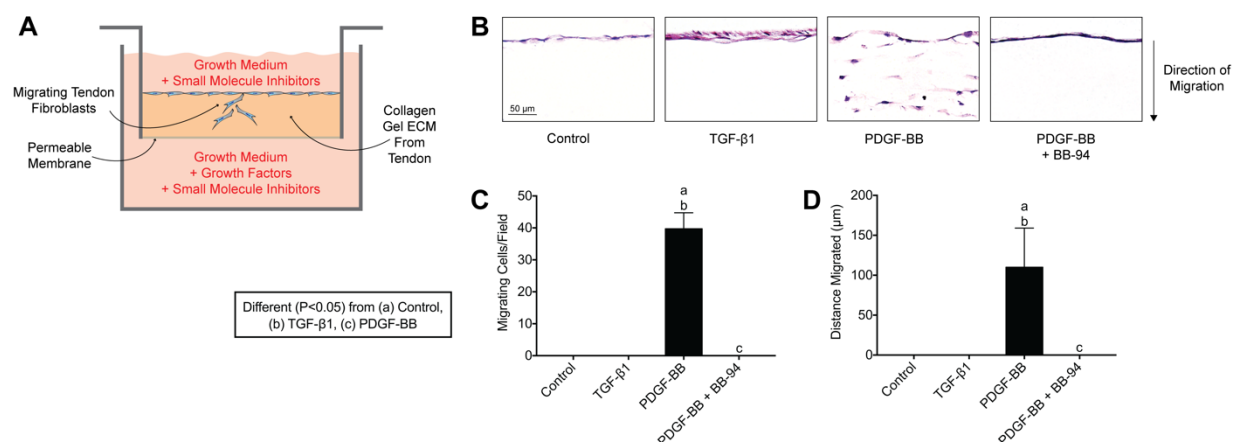 A
Growth Medium
+ Small Molecule Inhibitors
Migrating Tendon
Fibroblasts
Collagen
Gel ECM
From
Tendon
Permeable
Membrane
Growth Medium
+ Growth Factors
+ Small Molecule Inhibitors
B
50 µm
Control
TGF-β1
PDGF-BB
PDGF-BB
+ BB-94
Direction of
Migration
Different (P<0.05) from (a) Control,
(b) TGF-β1, (c) PDGF-BB
C
Migrating Cells/Field
50
40
30
20
10
0
a
b
c
Control
TGF-β1
PDGF-BB
PDGF-BB + BB-94
D
Distance Migrated (µm)
200
150
100
50
0
a
b
c
Control
TGF-β1
PDGF-BB
PDGF-BB + BB-94